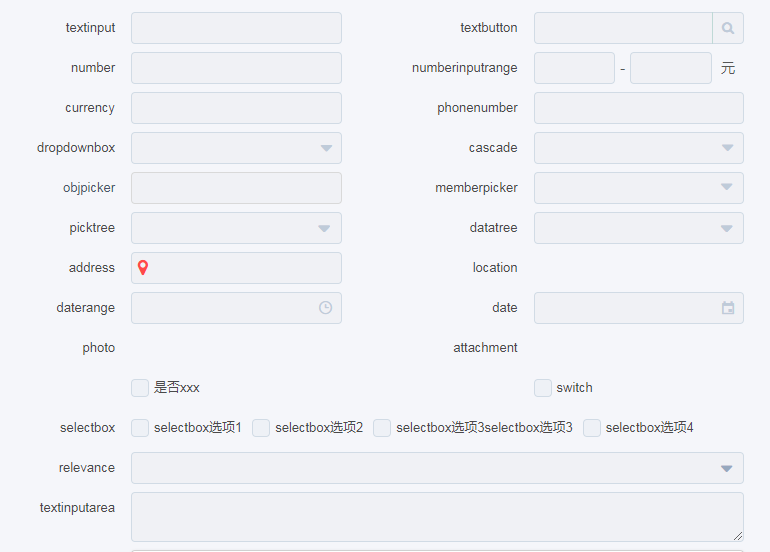 textinput textbutton
number numberinputrange - 元
currency phonenumber
dropdownbox cascade
objpicker memberpicker
picktree datatree
address location
daterange date
photo attachment
是否xxx switch
selectbox selectbox选项1 selectbox选项2 selectbox选项3selectbox选项3 selectbox选项4
relevance
textinputarea